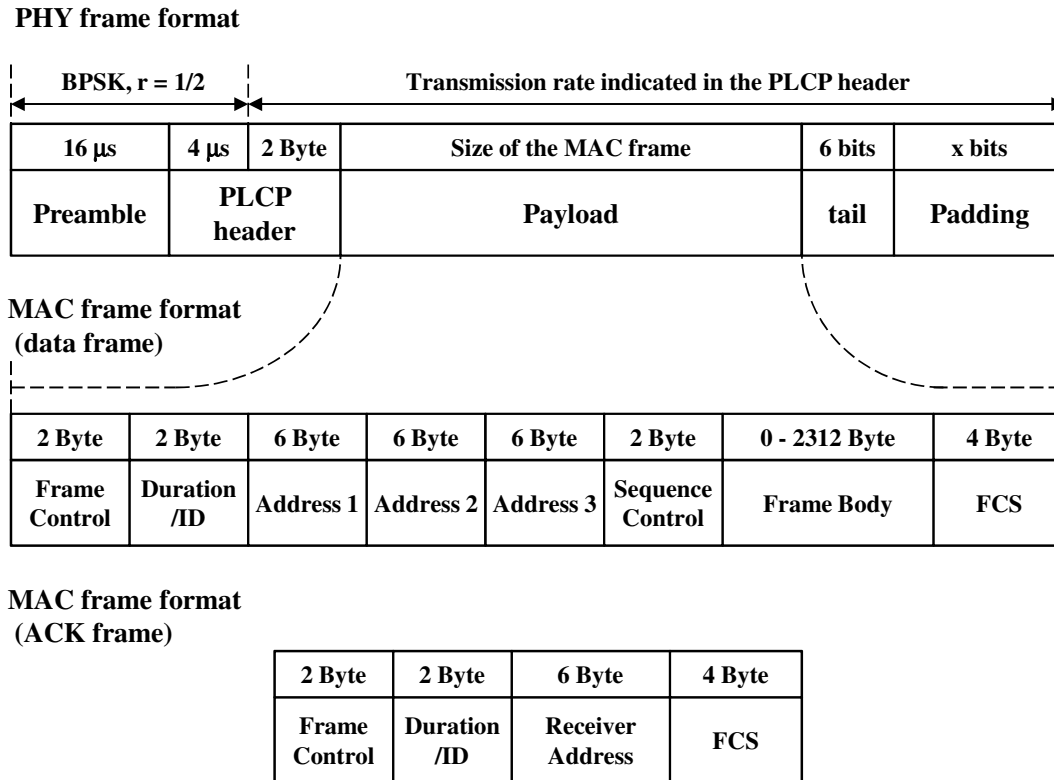 PHY frame format
BPSK, r = 1/2
Transmission rate indicated in the PLCP header
16 μs
4 μs
2 Byte
Size of the MAC frame
6 bits
x bits
Preamble
PLCP
header
Payload
tail
Padding
MAC frame format
(data frame)
2 Byte
2 Byte
6 Byte
6 Byte
6 Byte
2 Byte
0 - 2312 Byte
4 Byte
Frame
Control
Duration
/ID
Address 1
Address 2
Address 3
Sequence
Control
Frame Body
FCS
MAC frame format
(ACK frame)
2 Byte
2 Byte
6 Byte
4 Byte
Frame
Control
Duration
/ID
Receiver
Address
FCS